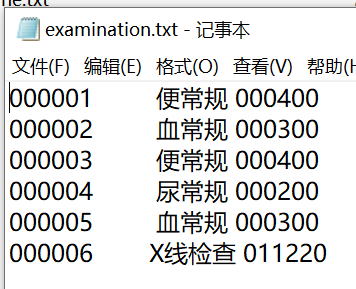 ne.txt
examination.txt - 记事本
文件(F) 编辑(E) 格式(O) 查看(V) 帮助(H
000001 便常规 000400
000002 血常规 000300
000003 便常规 000400
000004 尿常规 000200
000005 血常规 000300
000006 X线检查 011220